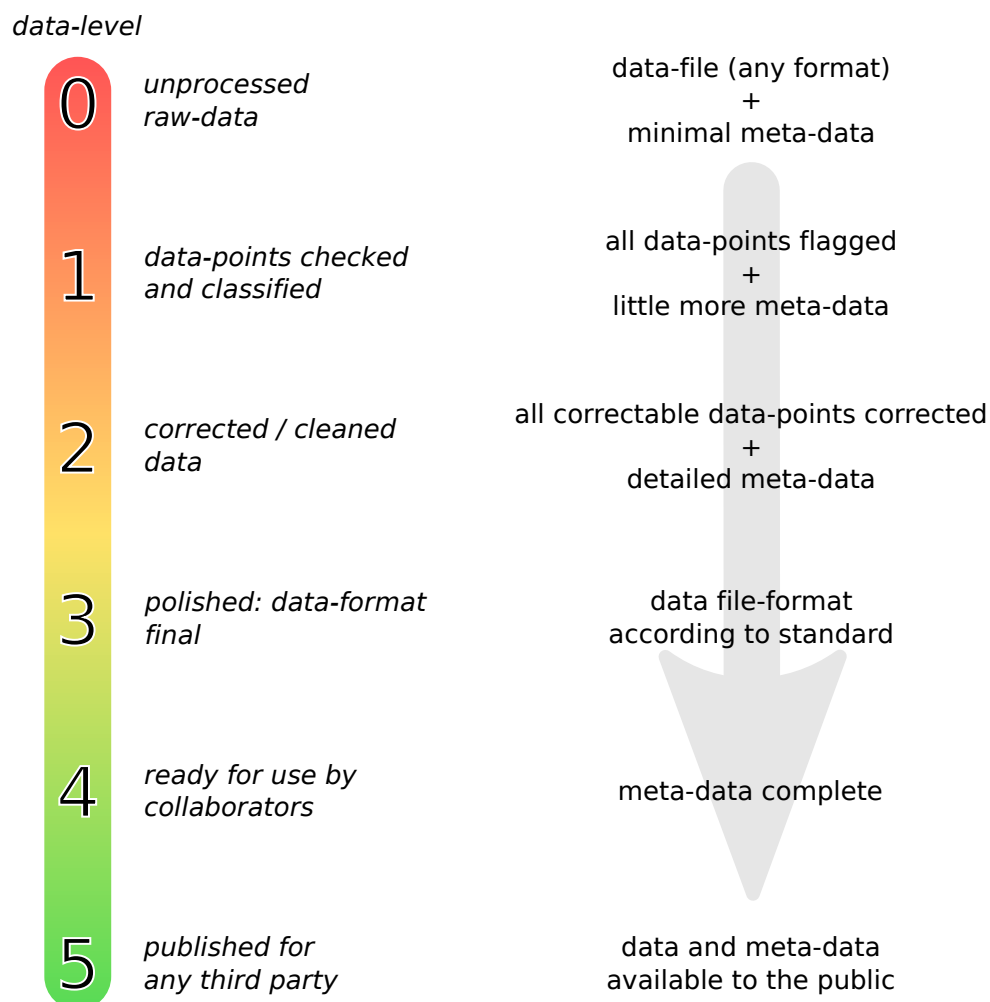 data-level
0
unprocessed
raw-data
data-file (any format)
+
minimal meta-data
1
data-points checked
and classified
all data-points flagged
+
little more meta-data
2
corrected / cleaned
data
all correctable data-points corrected
+
detailed meta-data
3
polished: data-format
final
data file-format
according to standard
4
ready for use by
collaborators
meta-data complete
5
published for
any third party
data and meta-data
available to the public